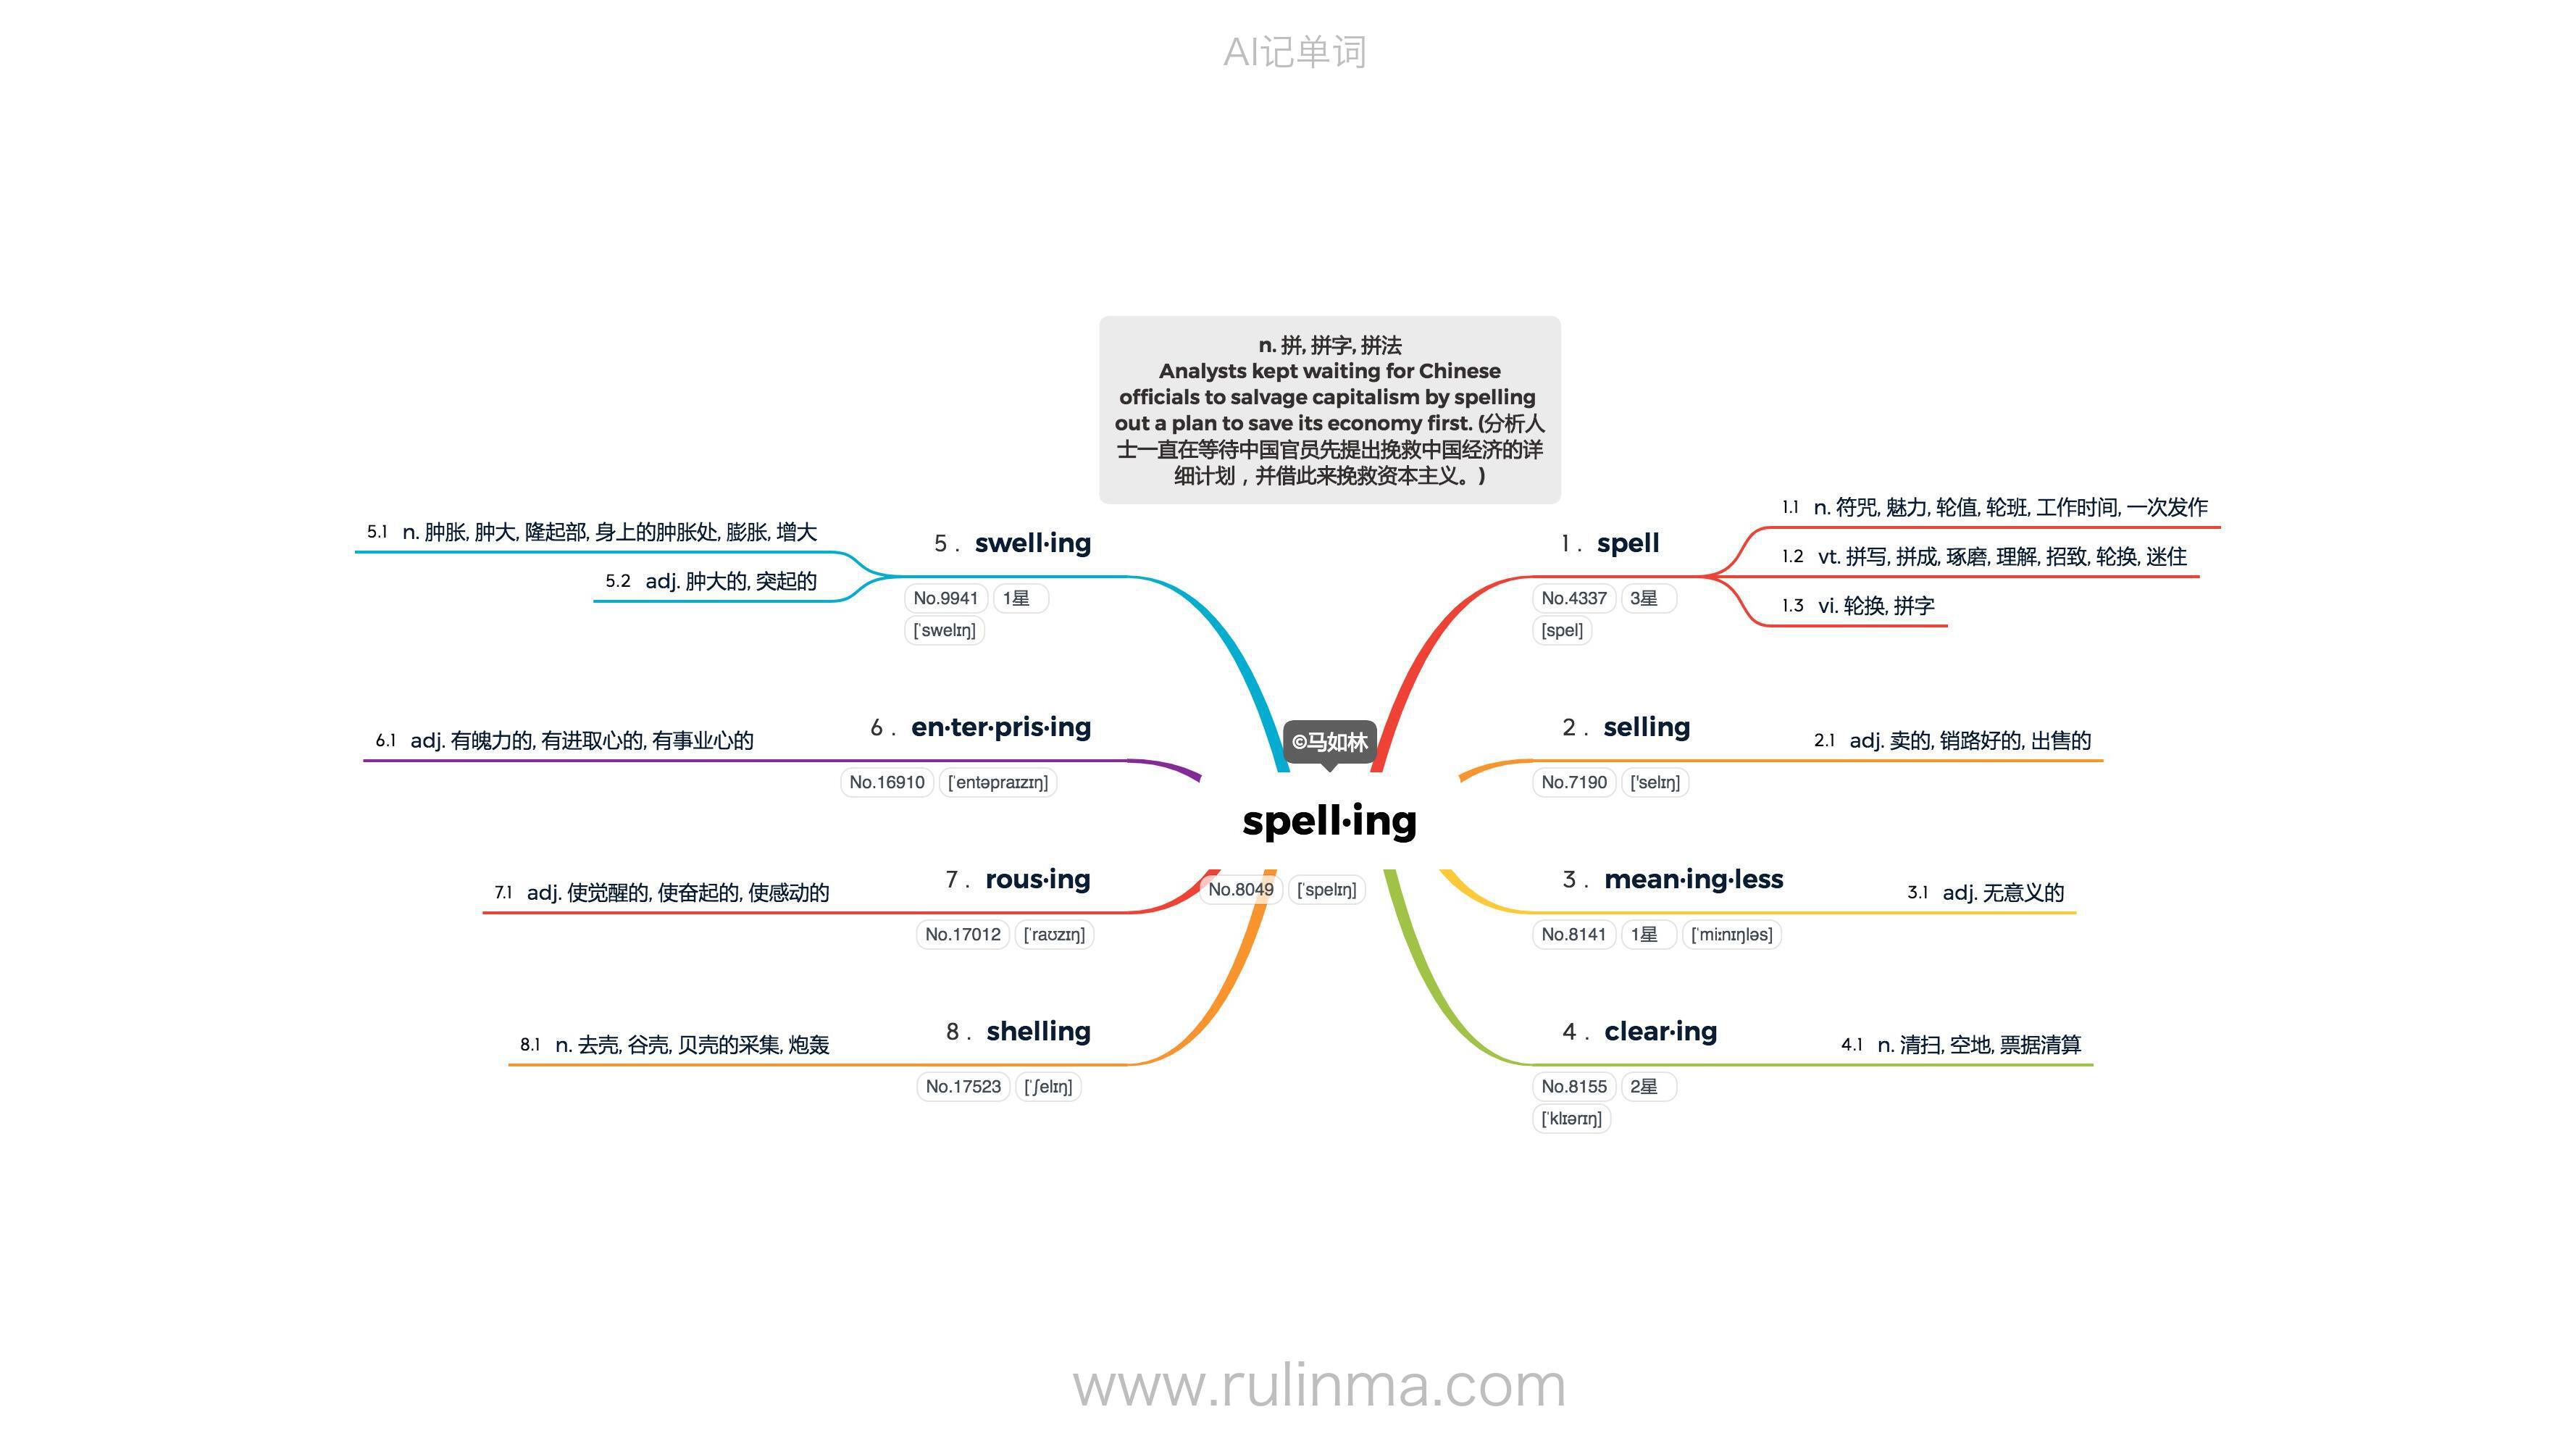 AI记单词
n. 拼, 拼字, 拼法
Analysts kept waiting for Chinese
officials to salvage capitalism by spelling
out a plan to save its economy first. (分析人
士一直在等待中国官员先提出挽救中国经济的详
细计划，并借此来挽救资本主义。)
©马如林
spell·ing
No.8049 [ˈspelɪŋ]
1 . spell
No.4337 3星
[spel]
1.1 n. 符咒, 魅力, 轮值, 轮班, 工作时间, 一次发作
1.2 vt. 拼写, 拼成, 琢磨, 理解, 招致, 轮换, 迷住
1.3 vi. 轮换, 拼字
2 . selling
No.7190 ['selɪŋ]
2.1 adj. 卖的, 销路好的, 出售的
3 . mean·ing·less
No.8141 1星 [ˈmiːnɪŋləs]
3.1 adj. 无意义的
4 . clear·ing
No.8155 2星
[ˈklɪərɪŋ]
4.1 n. 清扫, 空地, 票据清算
5 . swell·ing
No.9941 1星
[ˈswelɪŋ]
5.1 n. 肿胀, 肿大, 隆起部, 身上的肿胀处, 膨胀, 增大
5.2 adj. 肿大的, 突起的
6 . en·ter·pris·ing
No.16910 [ˈentəpraɪzɪŋ]
6.1 adj. 有魄力的, 有进取心的, 有事业心的
7 . rous·ing
No.17012 [ˈraʊzɪŋ]
7.1 adj. 使觉醒的, 使奋起的, 使感动的
8 . shelling
No.17523 [ˈʃelɪŋ]
8.1 n. 去壳, 谷壳, 贝壳的采集, 炮轰
www.rulinma.com